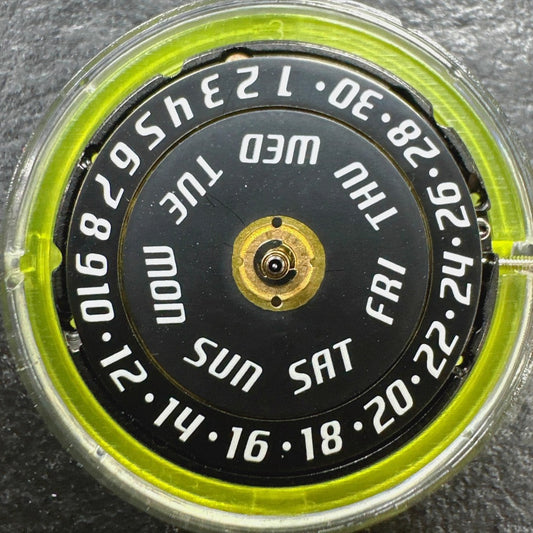 1 2 3 4 5 6 7 8 9 10 • 12 • 14 • 16 • 18 • 20 • 22 • 24 • 26 • 28 • 30 •
SUN
MON
TUE
WED
THU
FRI
SAT